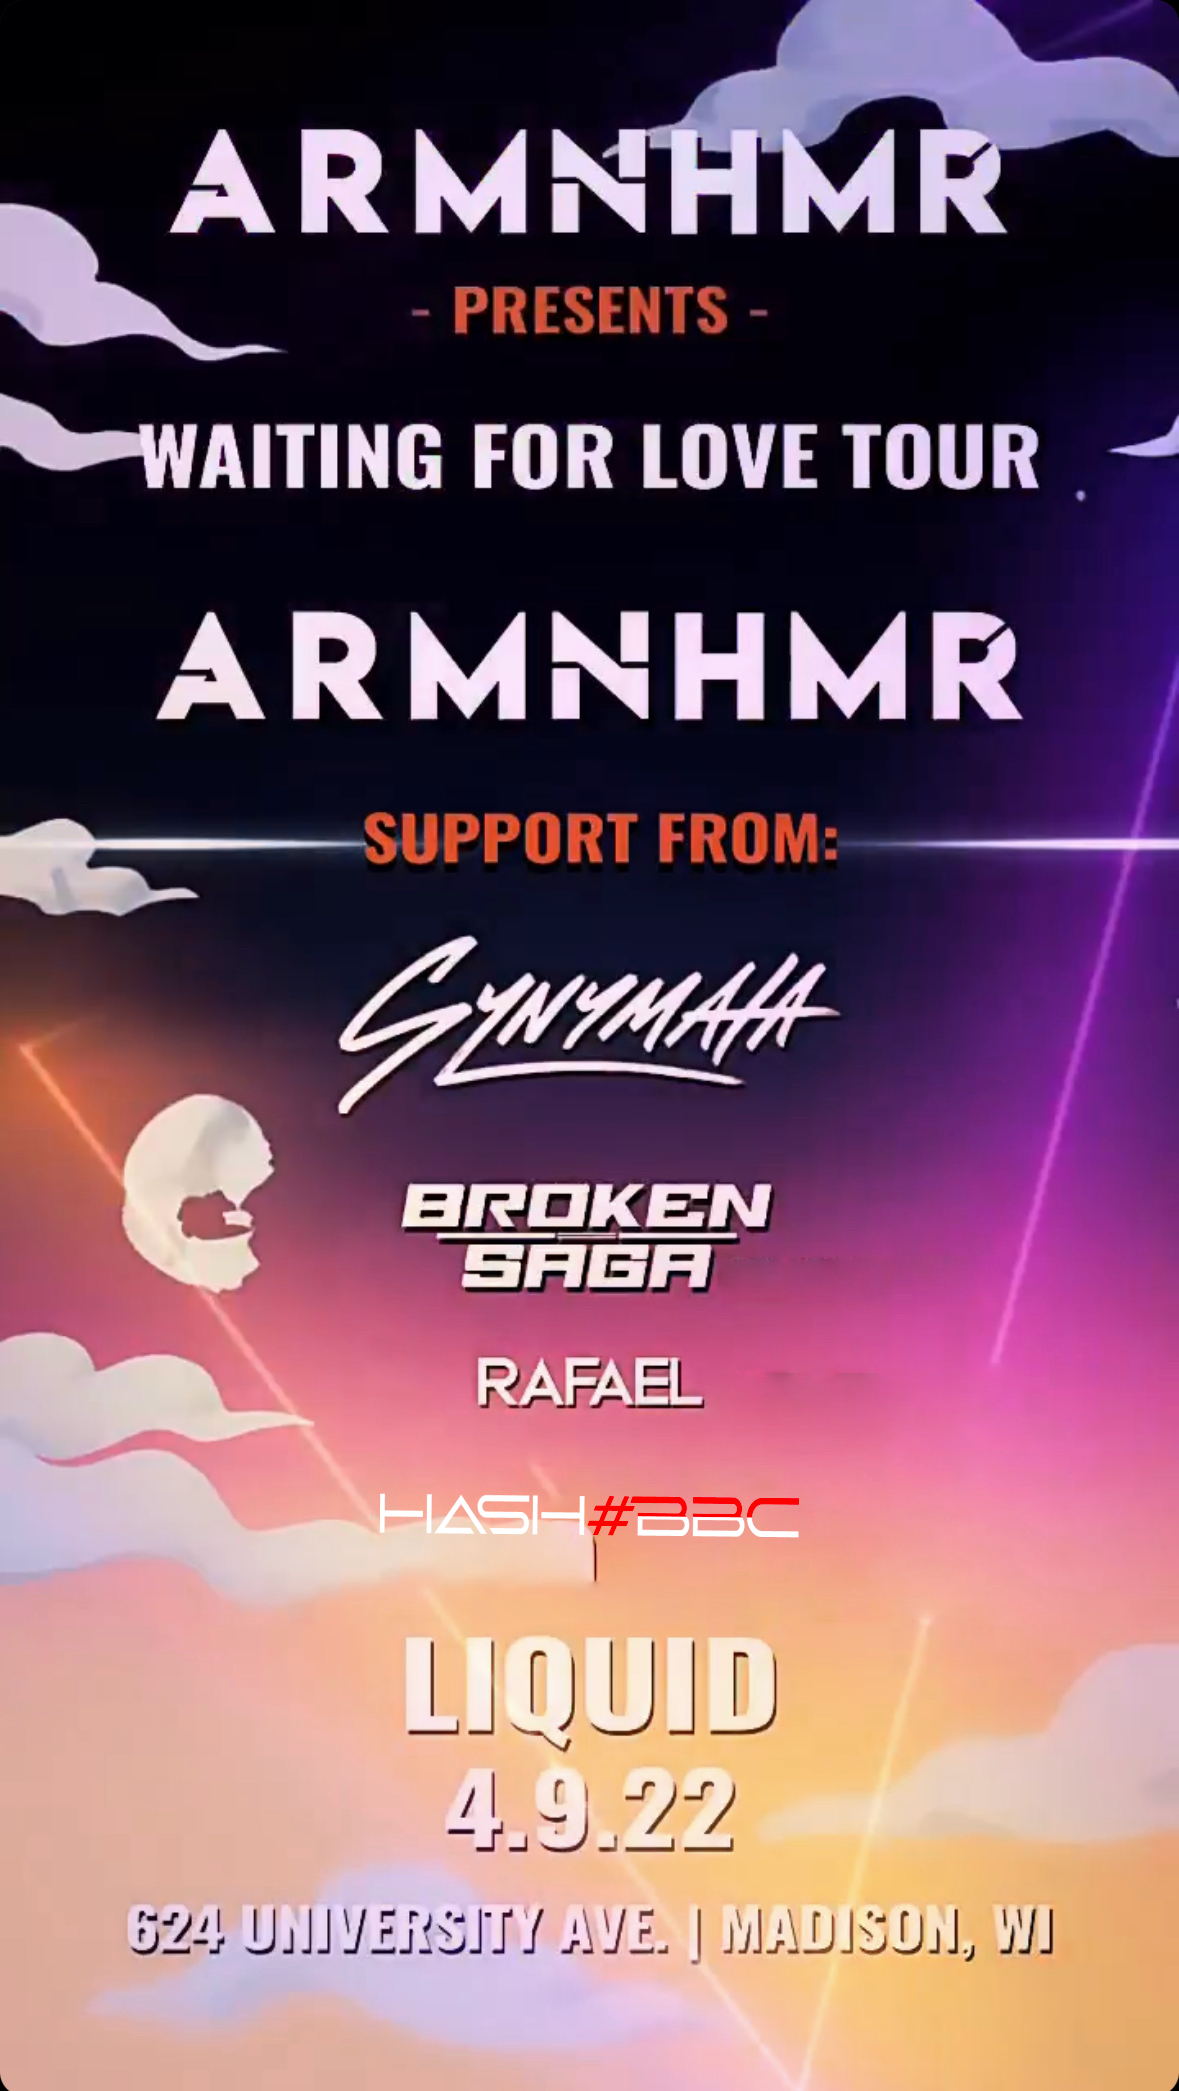 ARMNHMR
- PRESENTS -
WAITING FOR LOVE TOUR
ARMNHMR
SUPPORT FROM:
SYNYMATA
BROKEN
SAGA
RAFAEL
HASH#BBC
LIQUID
4.9.22
624 UNIVERSITY AVE. | MADISON, WI